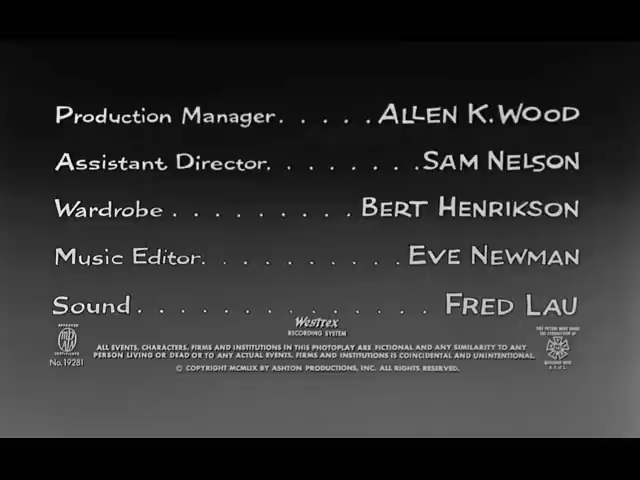 Production Manager. . . . . ALLEN K. WOOD
Assistant Director. . . . . . . . SAM NELSON
Wardrobe . . . . . . . . . BERT HENRIKSON
Music Editor. . . . . . . . . . EVE NEWMAN
Sound . . . . . . . . . . . . . . . FRED LAU
Westrex
RECORDING SYSTEM
APPROVED
MPAA
CERTIFICATE
No. 19281
ALL EVENTS, CHARACTERS, FIRMS AND INSTITUTIONS IN THIS PHOTOPLAY ARE FICTIONAL AND ANY SIMILARITY TO ANY
PERSON LIVING OR DEAD OR TO ANY ACTUAL EVENTS, FIRMS AND INSTITUTIONS IS COINCIDENTAL AND UNINTENTIONAL.
© COPYRIGHT MCMLIX BY ASHTON PRODUCTIONS, INC. ALL RIGHTS RESERVED.